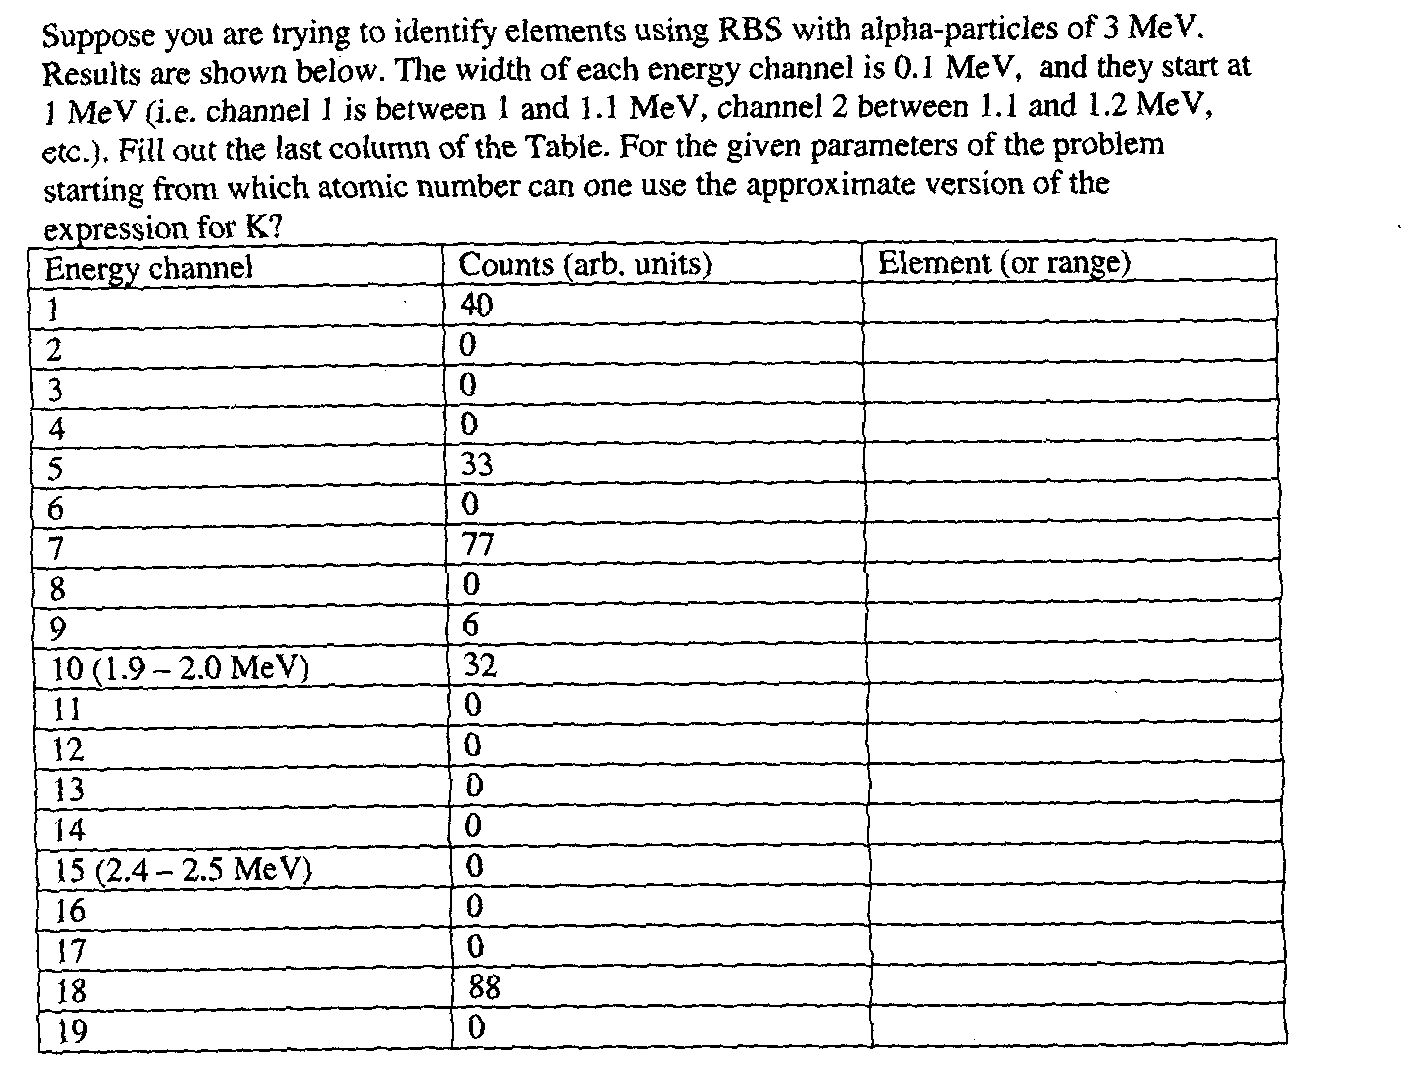 Suppose you are trying to identify elements using RBS with alpha-particles of 3 MeV.
Results are shown below. The width of each energy channel is 0.1 MeV, and they start at
1 MeV (i.e. channel 1 is between 1 and 1.1 MeV, channel 2 between 1.1 and 1.2 MeV,
etc.). Fill out the last column of the Table. For the given parameters of the problem
starting from which atomic number can one use the approximate version of the
expression for K?
Energy channel Counts (arb. units) Element (or range)
1 40
2 0
3 0
4 0
5 33
6 0
7 77
8 0
9 6
10 (1.9 – 2.0 MeV) 32
11 0
12 0
13 0
14 0
15 (2.4 – 2.5 MeV) 0
16 0
17 0
18 88
19 0